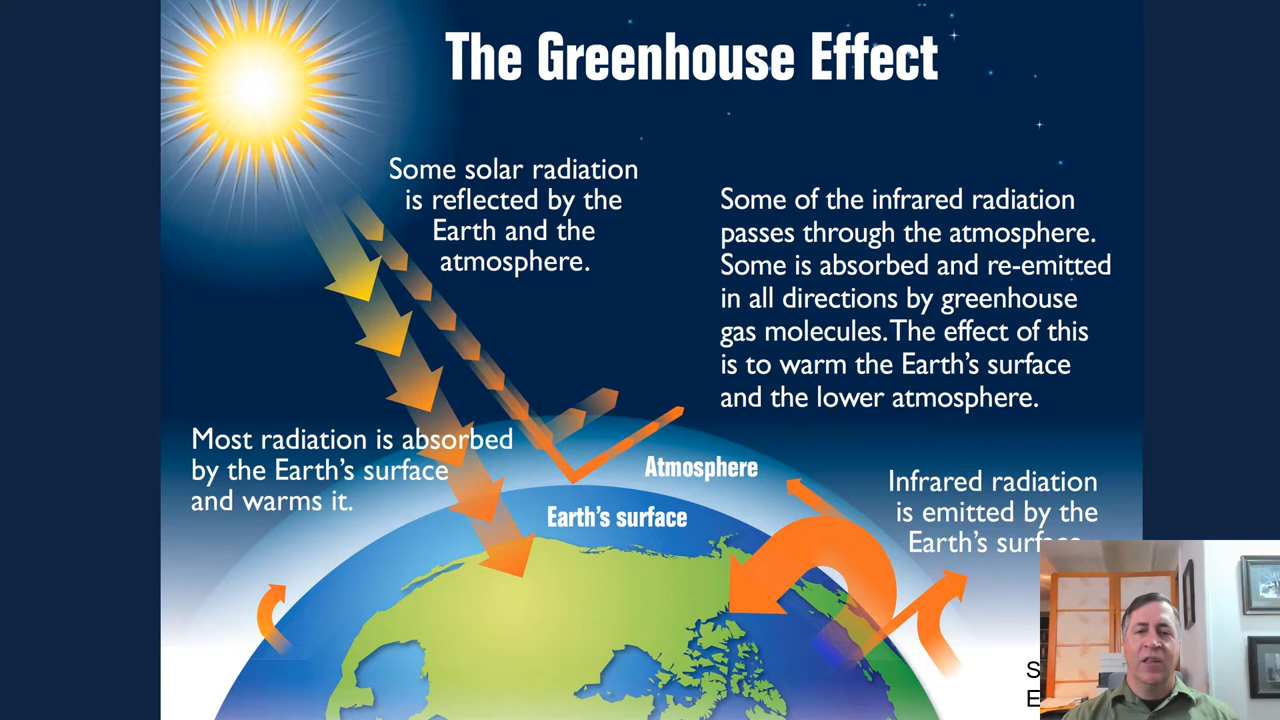 The Greenhouse Effect
Some solar radiation
is reflected by the
Earth and the
atmosphere.
Some of the infrared radiation
passes through the atmosphere.
Some is absorbed and re-emitted
in all directions by greenhouse
gas molecules. The effect of this
is to warm the Earth's surface
and the lower atmosphere.
Most radiation is absorbed
by the Earth's surface
and warms it.
Atmosphere
Earth's surface
Infrared radiation
is emitted by the
Earth's surface.
S
E